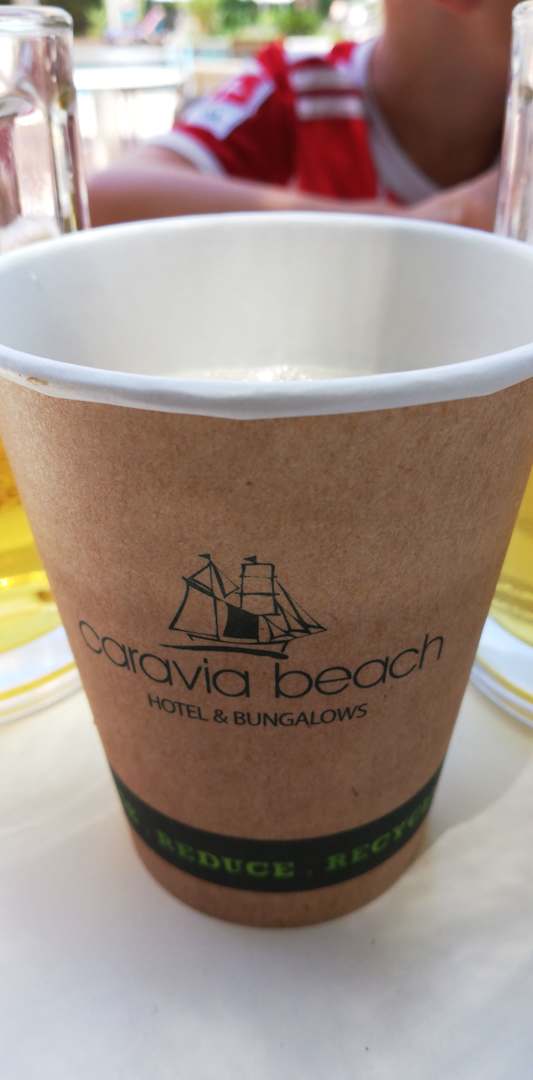 caravia beach
HOTEL & BUNGALOWS
REDUCE . RECYC